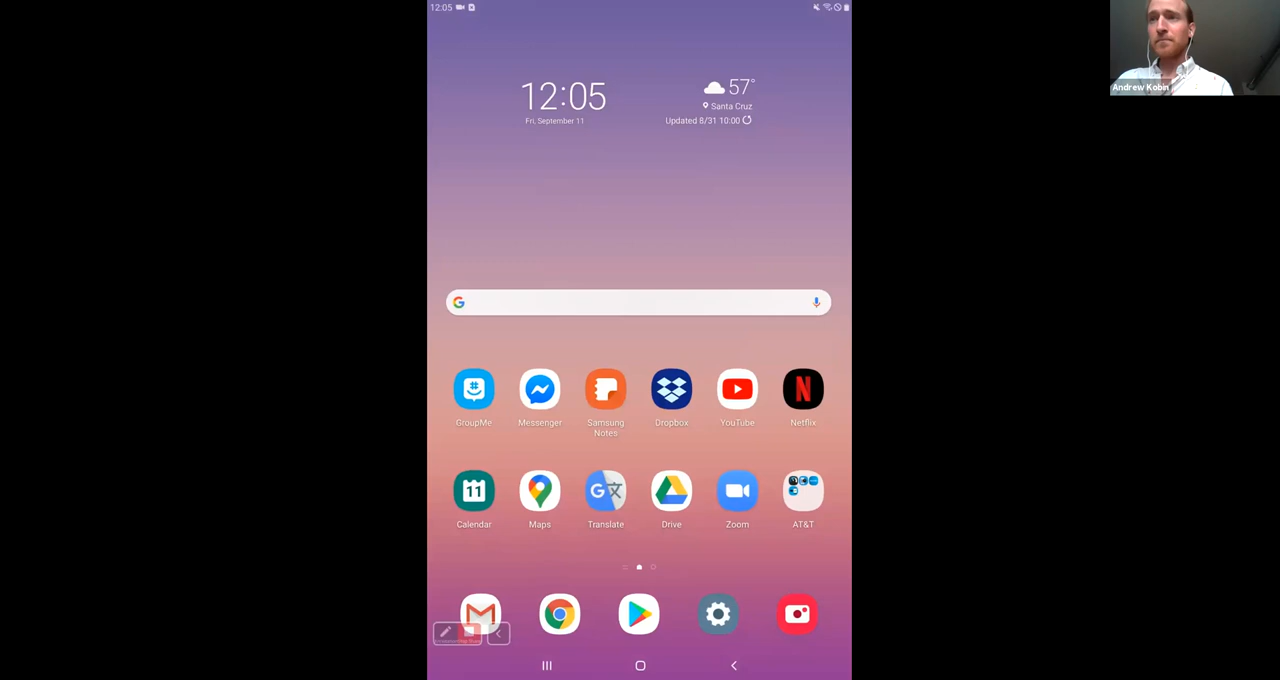 12:05
Andrew Kobin
12:05
57°
Santa Cruz
Fri, September 11
Updated 8/31 10:00
GroupMe
Messenger
Samsung
Notes
Dropbox
YouTube
Netflix
11
Calendar
Maps
Translate
Drive
Zoom
AT&T